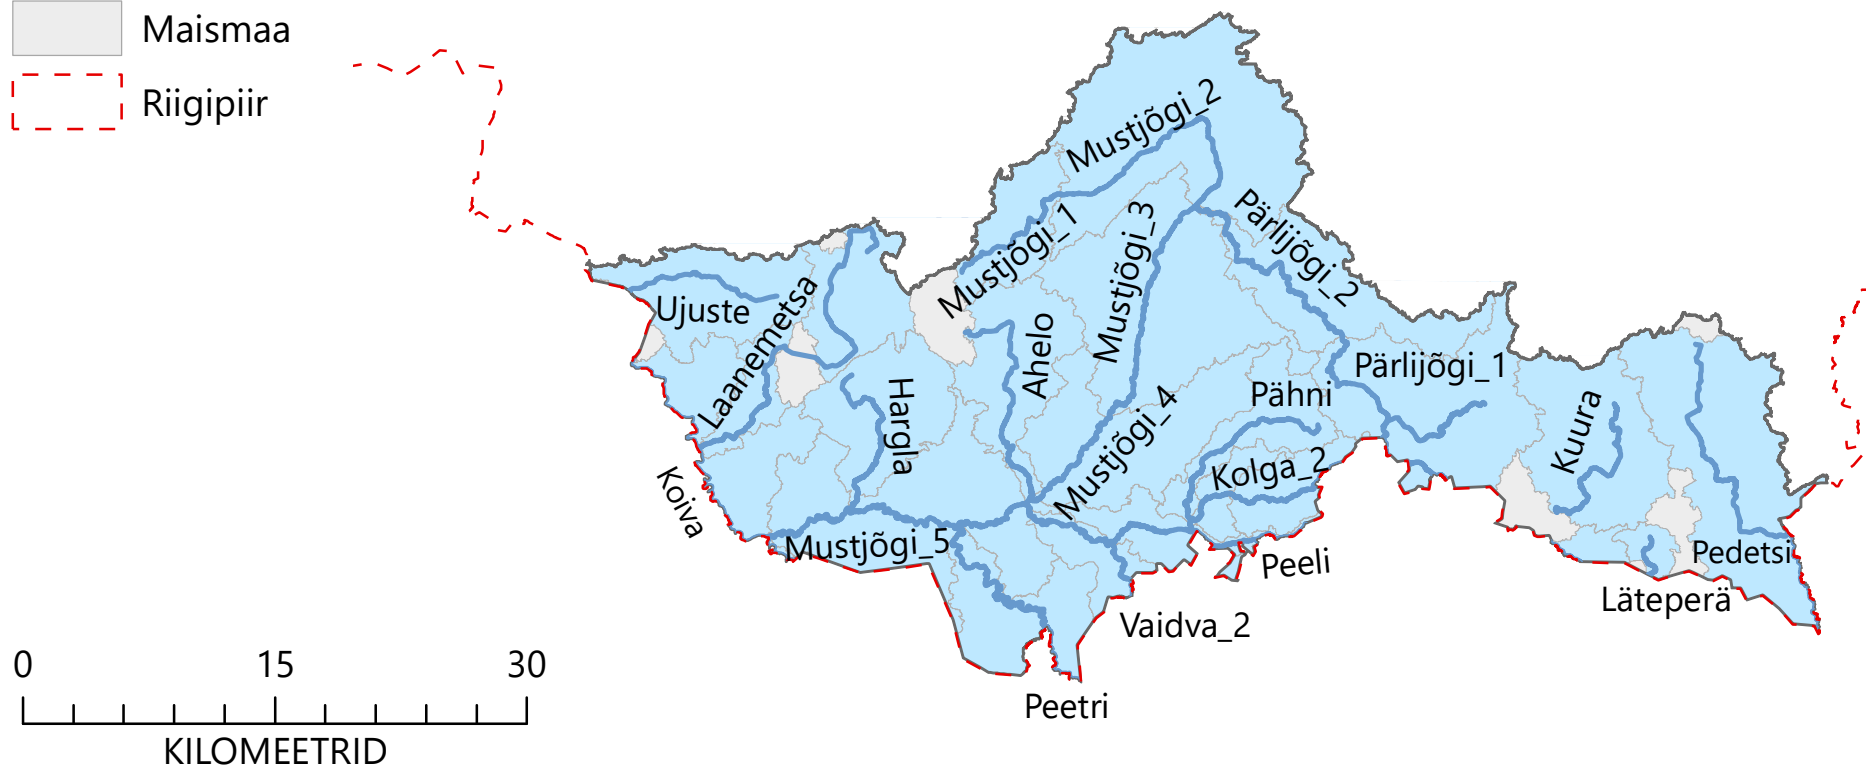 Maismaa
Riigipiir
Mustjõgi_2
Mustjõgi_1
Mustjõgi_3
Pärlijõgi_2
Ujuste
Laanemetsa
Ahelo
Hargla
Pärlijõgi_1
Pähni
Mustjõgi_4
Kolga_2
Kuura
Koiva
Mustjõgi_5
Peeli
Pedetsi
Läteperä
Vaidva_2
Peetri
0 15 30
KILOMEETRID